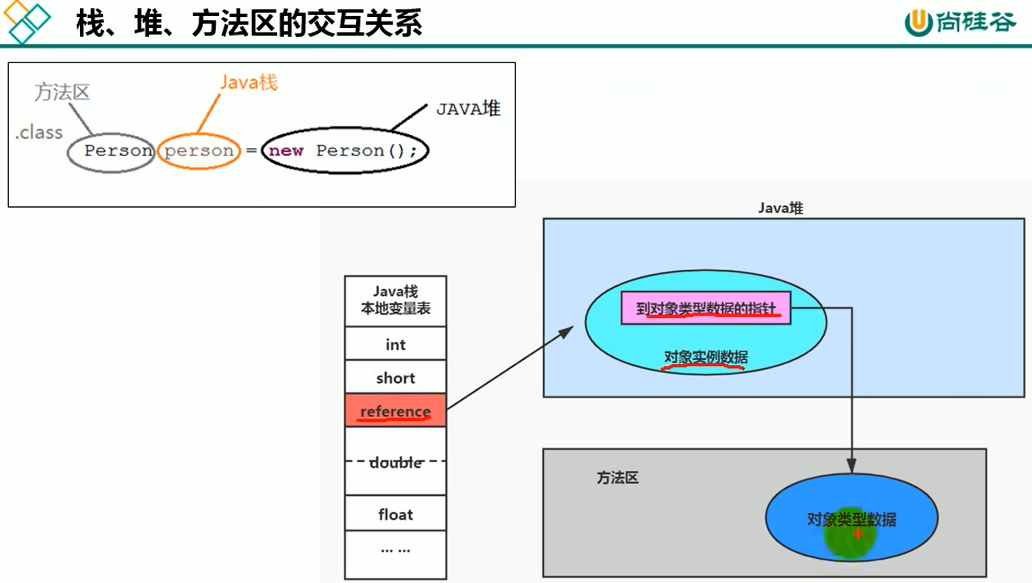 栈、堆、方法区的交互关系
尚硅谷
方法区
Java栈
JAVA堆
.class
Person person = new Person();
Java堆
Java栈
本地变量表
int
short
reference
double
float
... ...
到对象类型数据的指针
对象实例数据
方法区
对象类型数据